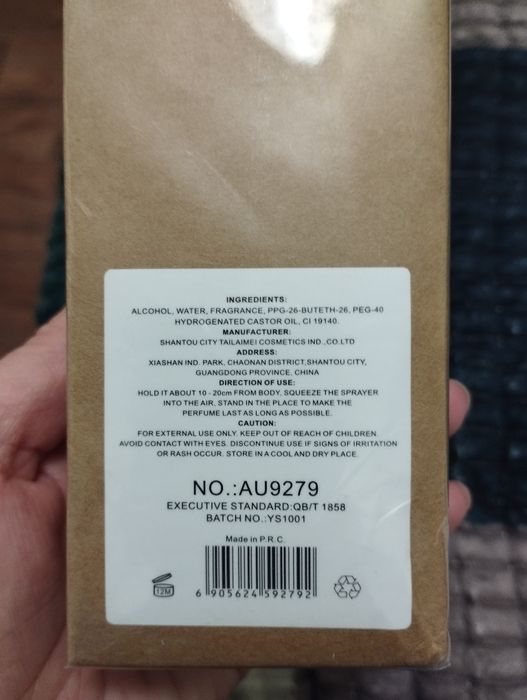 INGREDIENTS:
ALCOHOL, WATER, FRAGRANCE, PPG-26-BUTETH-26, PEG-40
HYDROGENATED CASTOR OIL, CI 19140.
MANUFACTURER:
SHANTOU CITY TAILAIMEI COSMETICS IND.,CO.LTD
ADDRESS:
XIASHAN IND. PARK, CHAONAN DISTRICT,SHANTOU CITY,
GUANGDONG PROVINCE, CHINA
DIRECTION OF USE:
HOLD IT ABOUT 10 - 20cm FROM BODY. SQUEEZE THE SPRAYER
INTO THE AIR, STAND IN THE PLACE TO MAKE THE
PERFUME LAST AS LONG AS POSSIBLE.
CAUTION:
FOR EXTERNAL USE ONLY. KEEP OUT OF REACH OF CHILDREN.
AVOID CONTACT WITH EYES. DISCONTINUE USE IF SIGNS OF IRRITATION
OR RASH OCCUR. STORE IN A COOL AND DRY PLACE.
NO.:AU9279
EXECUTIVE STANDARD:QB/T 1858
BATCH NO.:YS1001
Made in P.R.C.
12M
6 905624 592792